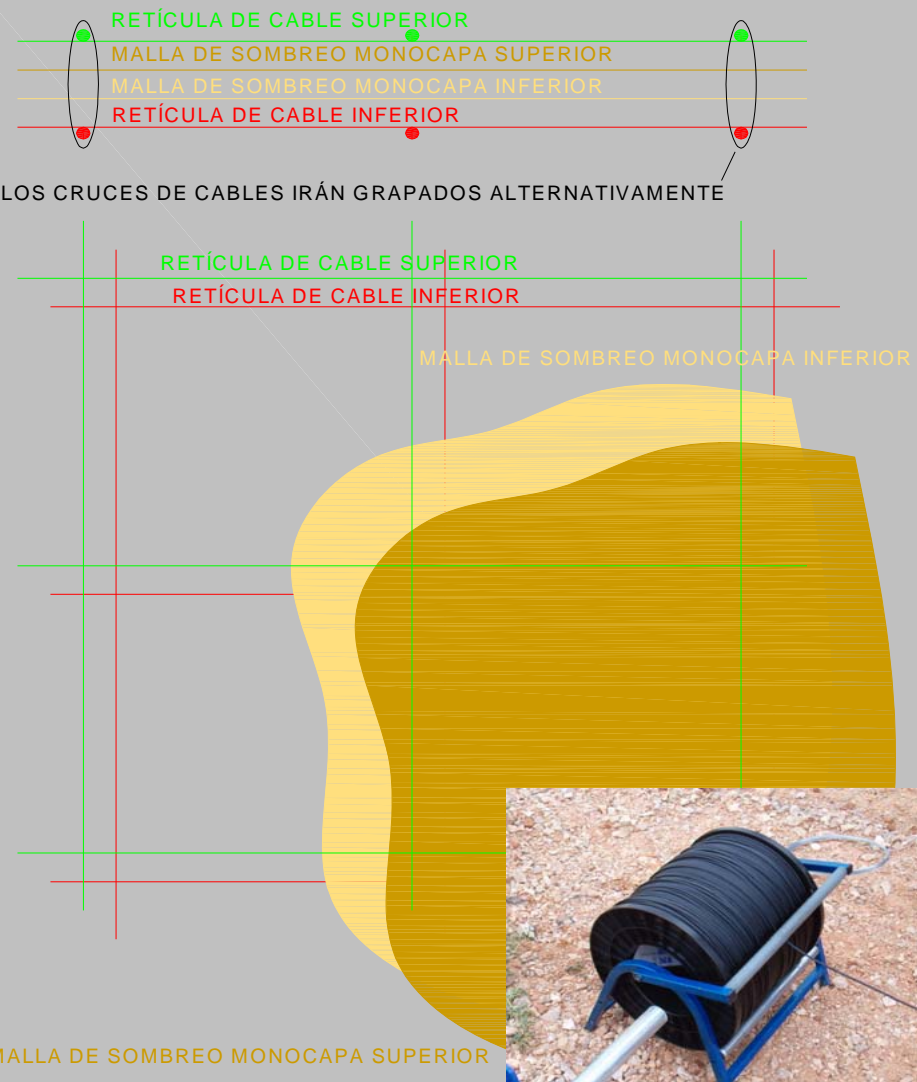 RETÍCULA DE CABLE SUPERIOR
MALLA DE SOMBREO MONOCAPA SUPERIOR
MALLA DE SOMBREO MONOCAPA INFERIOR
RETÍCULA DE CABLE INFERIOR
LOS CRUCES DE CABLES IRÁN GRAPADOS ALTERNATIVAMENTE
RETÍCULA DE CABLE SUPERIOR
RETÍCULA DE CABLE INFERIOR
MALLA DE SOMBREO MONOCAPA INFERIOR
MALLA DE SOMBREO MONOCAPA SUPERIOR